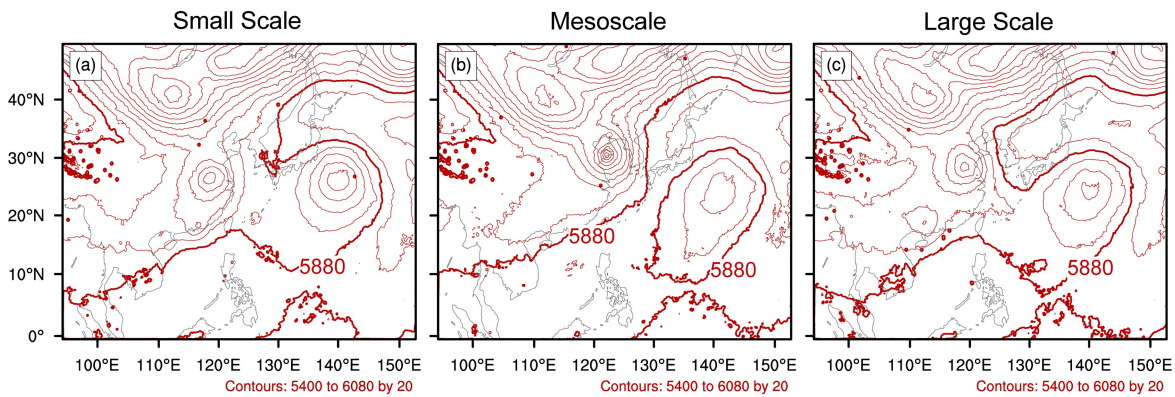 Small Scale
Mesoscale
Large Scale
(a)
(b)
(c)
40°N
30°N
20°N
10°N
0°
5880
5880
5880
5880
100°E 110°E 120°E 130°E 140°E 150°E
100°E 110°E 120°E 130°E 140°E 150°E
100°E 110°E 120°E 130°E 140°E 150°E
Contours: 5400 to 6080 by 20
Contours: 5400 to 6080 by 20
Contours: 5400 to 6080 by 20